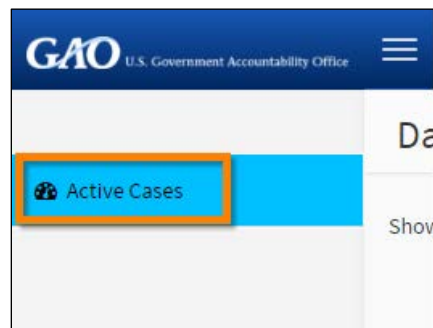 GAO U.S. Government Accountability Office
Da
Active Cases
Show